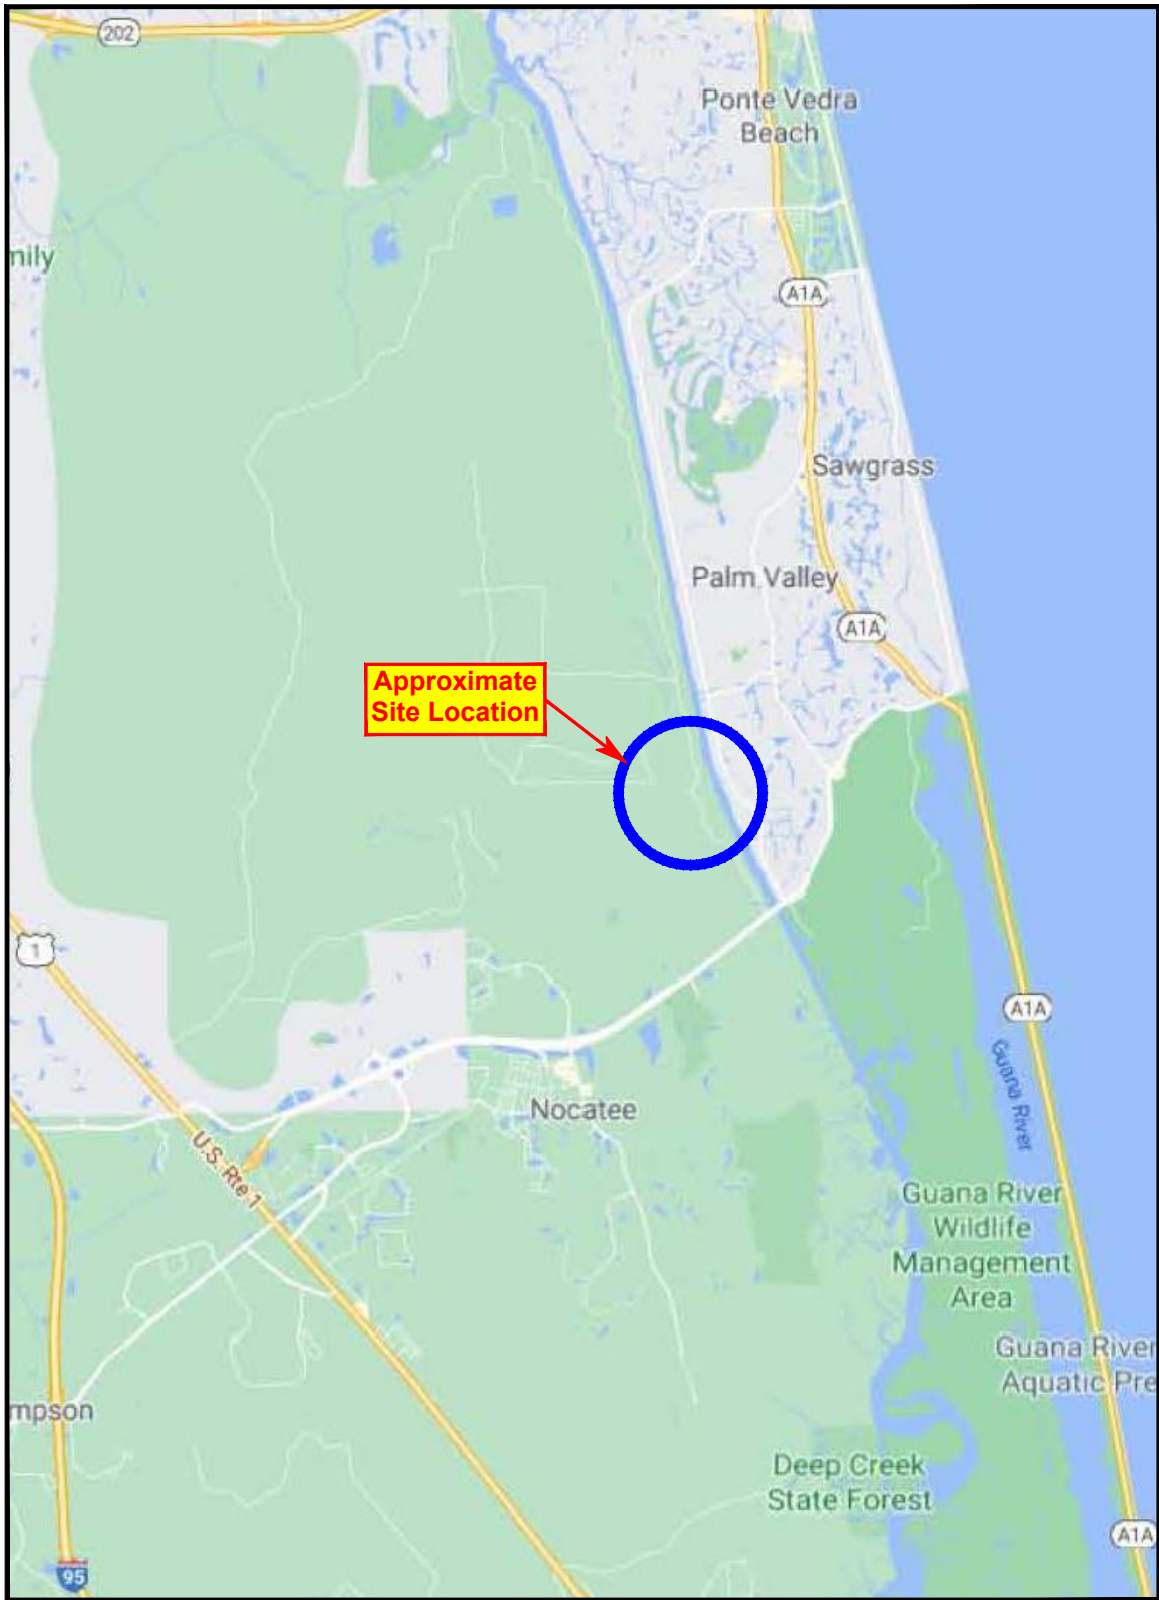 202
Ponte Vedra
Beach
mily
A1A
Sawgrass
Palm Valley
A1A
Approximate
Site Location
1
A1A
Guana River
Nocatee
U.S. Rte 1
Guana River
Wildlife
Management
Area
Guana River
Aquatic Pre
mpson
Deep Creek
State Forest
A1A
95